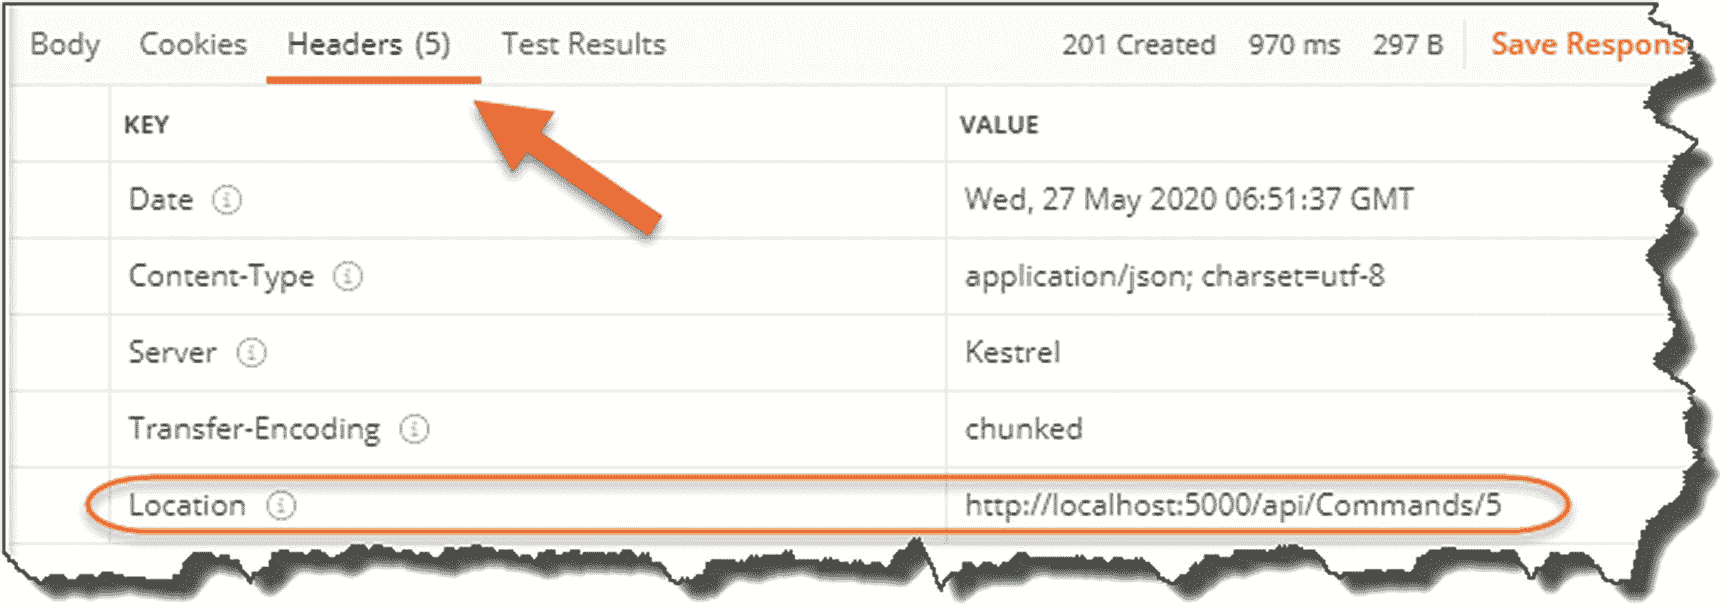 Body Cookies Headers (5) Test Results 201 Created 970 ms 297 B Save Respons
KEY VALUE
Date Wed, 27 May 2020 06:51:37 GMT
Content-Type application/json; charset=utf-8
Server Kestrel
Transfer-Encoding chunked
Location http://localhost:5000/api/Commands/5